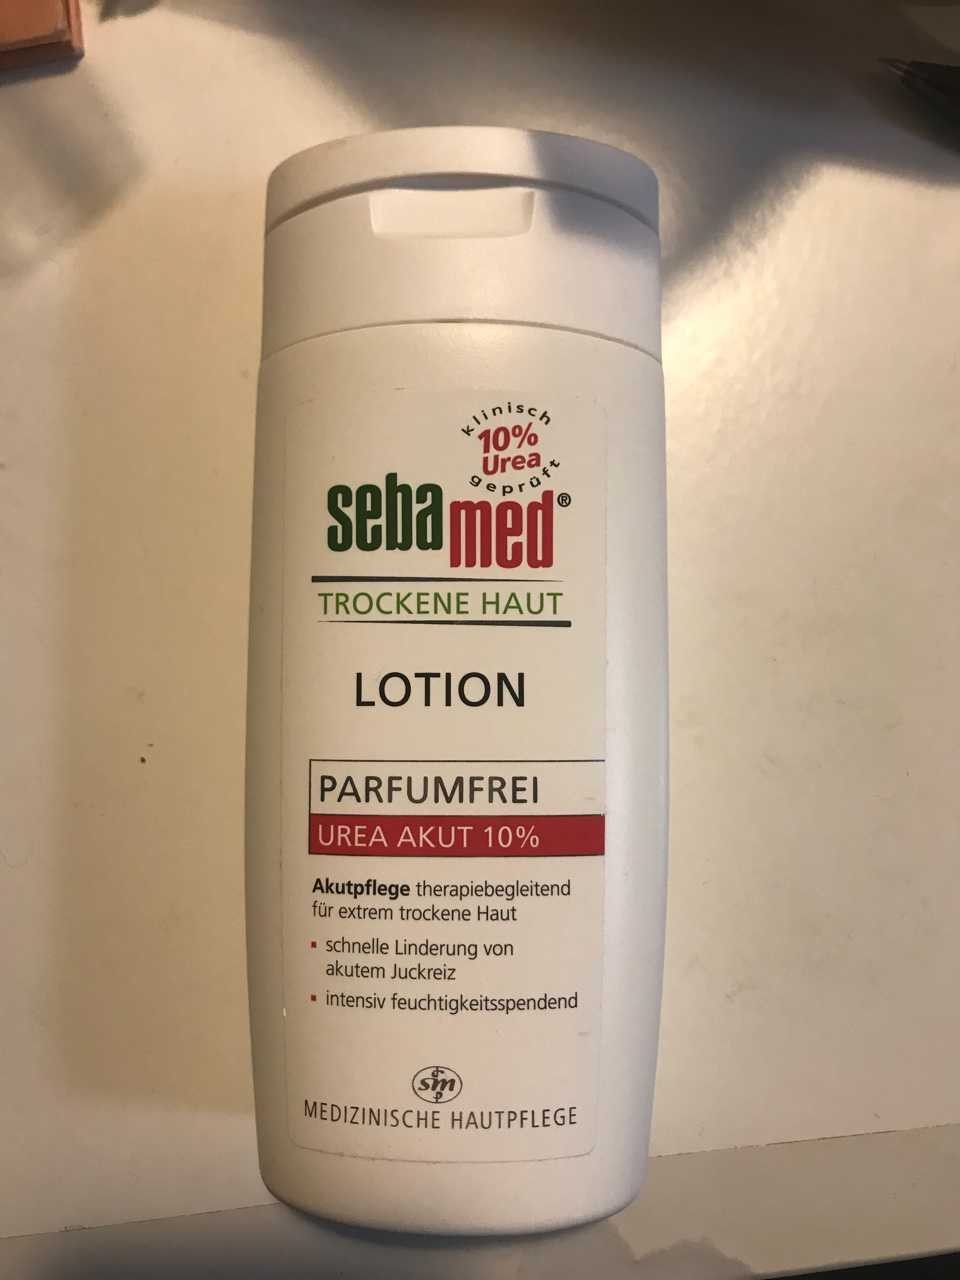 klinisch
10%
Urea
geprüft
sebamed®
TROCKENE HAUT
LOTION
PARFUMFREI
UREA AKUT 10%
Akutpflege therapiebegleitend
für extrem trockene Haut
▪ schnelle Linderung von
akutem Juckreiz
▪ intensiv feuchtigkeitsspendend
sm
MEDIZINISCHE HAUTPFLEGE